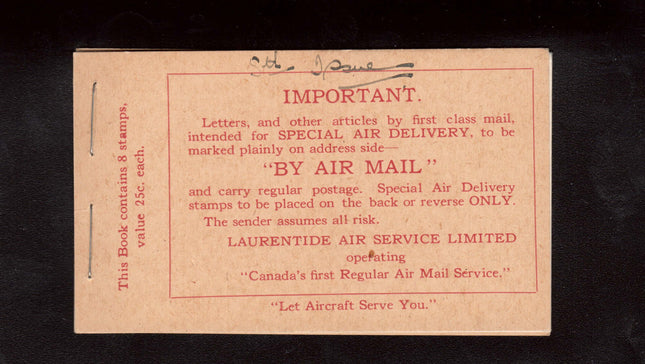 Issue
IMPORTANT.
Letters, and other articles by first class mail,
intended for SPECIAL AIR DELIVERY, to be
marked plainly on address side—
"BY AIR MAIL"
and carry regular postage. Special Air Delivery
stamps to be placed on the back or reverse ONLY.
The sender assumes all risk.
LAURENTIDE AIR SERVICE LIMITED
operating
"Canada's first Regular Air Mail Service."
"Let Aircraft Serve You."
This Book contains 8 stamps,
value 25c. each.